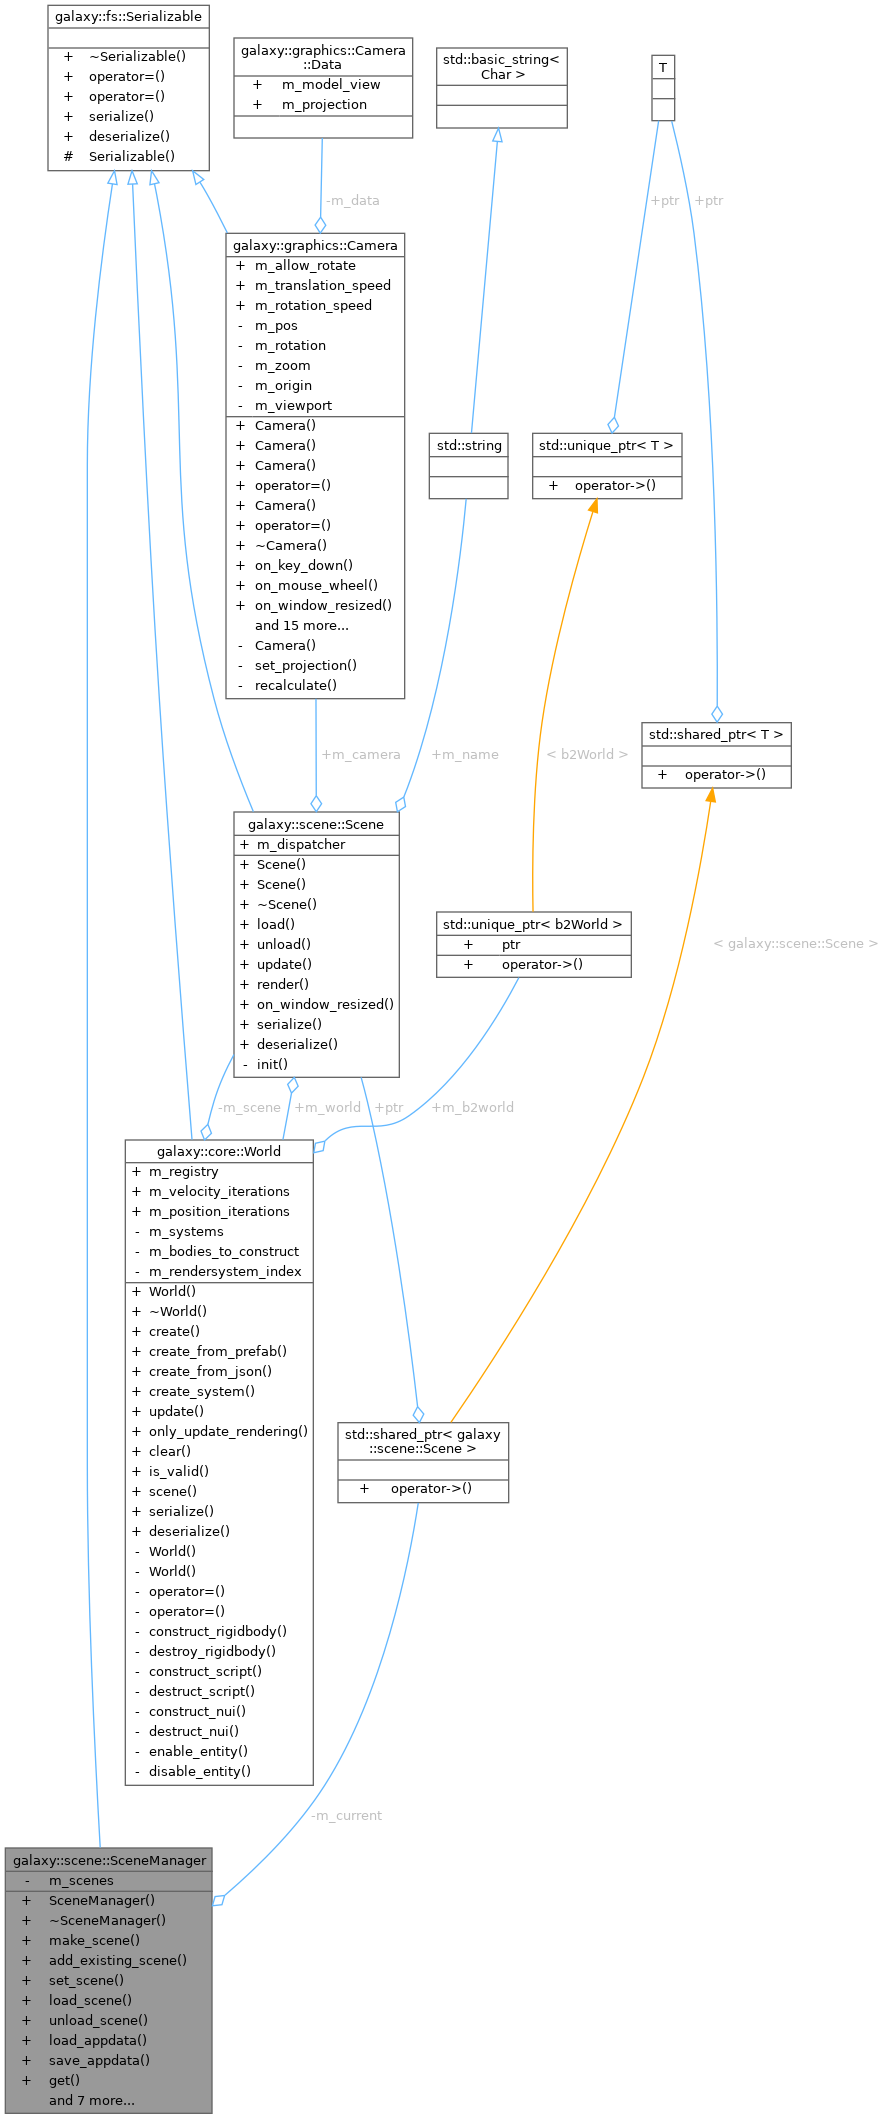 galaxy::fs::Serializable
+ ~Serializable()
+ operator=()
+ operator=()
+ serialize()
+ deserialize()
# Serializable()
galaxy::graphics::Camera
::Data
+ m_model_view
+ m_projection
std::basic_string<
Char >
T
-m_data
+ptr
+ptr
galaxy::graphics::Camera
+ m_allow_rotate
+ m_translation_speed
+ m_rotation_speed
- m_pos
- m_rotation
- m_zoom
- m_origin
- m_viewport
+ Camera()
+ Camera()
+ Camera()
+ operator=()
+ Camera()
+ operator=()
+ ~Camera()
+ on_key_down()
+ on_mouse_wheel()
+ on_window_resized()
and 15 more...
- Camera()
- set_projection()
- recalculate()
std::string
std::unique_ptr< T >
+ operator->()
std::shared_ptr< T >
+ operator->()
+m_camera
+m_name
< b2World >
galaxy::scene::Scene
+ m_dispatcher
+ Scene()
+ Scene()
+ ~Scene()
+ load()
+ unload()
+ update()
+ render()
+ on_window_resized()
+ serialize()
+ deserialize()
- init()
std::unique_ptr< b2World >
+ ptr
+ operator->()
< galaxy::scene::Scene >
-m_scene
+m_world
+ptr
+m_b2world
galaxy::core::World
+ m_registry
+ m_velocity_iterations
+ m_position_iterations
- m_systems
- m_bodies_to_construct
- m_rendersystem_index
+ World()
+ ~World()
+ create()
+ create_from_prefab()
+ create_from_json()
+ create_system()
+ update()
+ only_update_rendering()
+ clear()
+ is_valid()
+ scene()
+ serialize()
+ deserialize()
- World()
- World()
- operator=()
- operator=()
- construct_rigidbody()
- destroy_rigidbody()
- construct_script()
- destruct_script()
- construct_nui()
- destruct_nui()
- enable_entity()
- disable_entity()
std::shared_ptr< galaxy
::scene::Scene >
+ operator->()
-m_current
galaxy::scene::SceneManager
- m_scenes
+ SceneManager()
+ ~SceneManager()
+ make_scene()
+ add_existing_scene()
+ set_scene()
+ load_scene()
+ unload_scene()
+ load_appdata()
+ save_appdata()
+ get()
and 7 more...